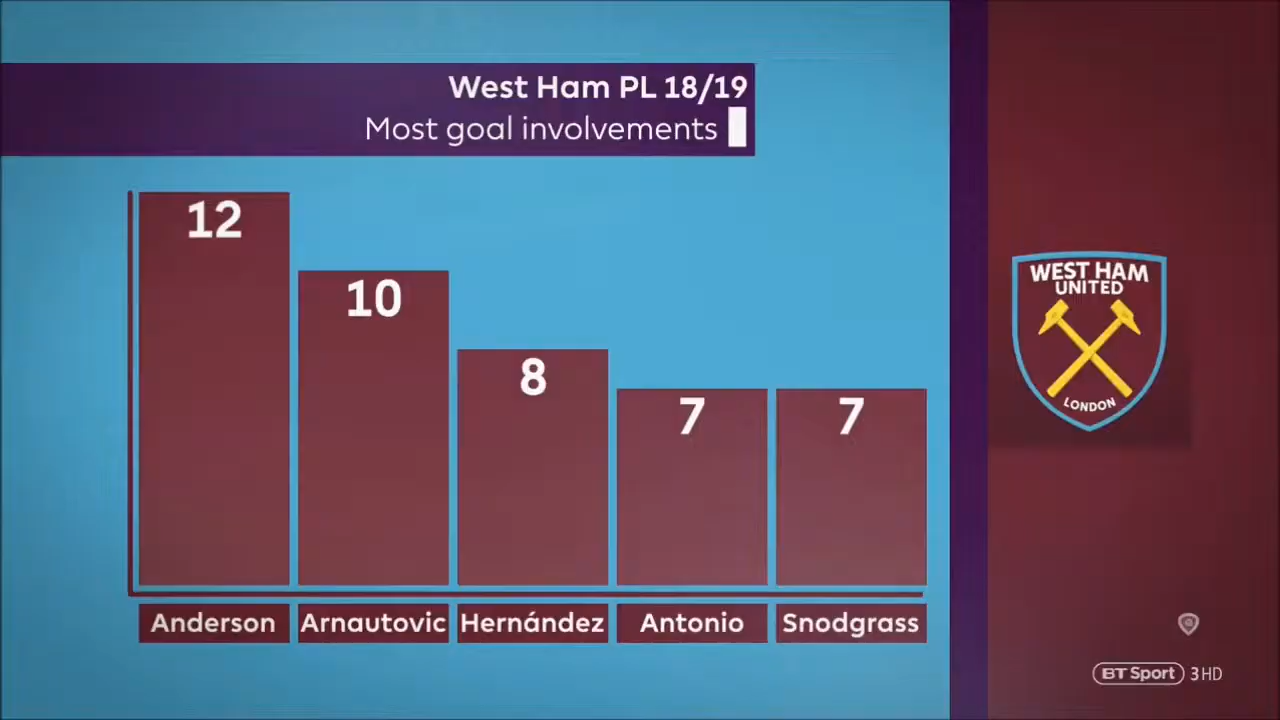 West Ham PL 18/19
Most goal involvements
12
10
8
7
7
Anderson
Arnautovic
Hernández
Antonio
Snodgrass
WEST HAM
UNITED
LONDON
BT Sport 3HD